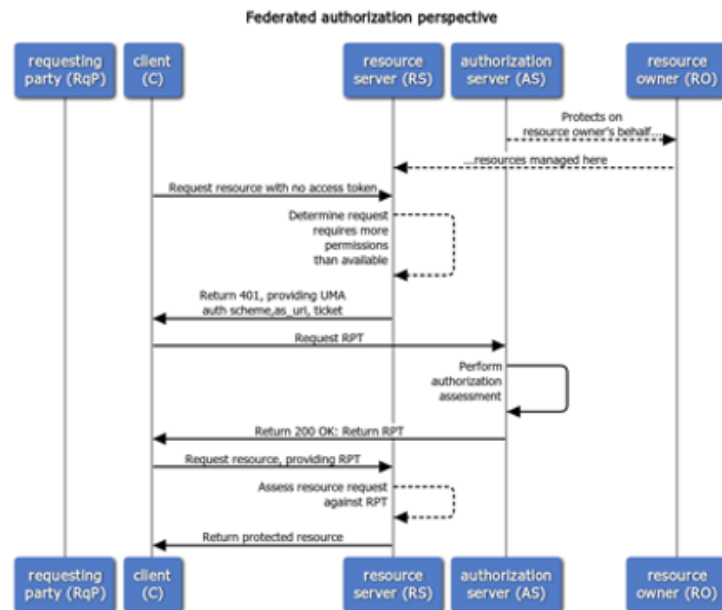 Federated authorization perspective
requesting
party (RqP)
client
(C)
resource
server (RS)
authorization
server (AS)
resource
owner (RO)
Protects on
resource owner's behalf...
...resources managed here
Request resource with no access token
Determine request
requires more
permissions
than available
Return 401, providing UMA
auth scheme,as_uri, ticket
Request RPT
Perform
authorization
assessment
Return 200 OK: Return RPT
Request resource, providing RPT
Assess resource request
against RPT
Return protected resource
requesting
party (RqP)
client
(C)
resource
server (RS)
authorization
server (AS)
resource
owner (RO)